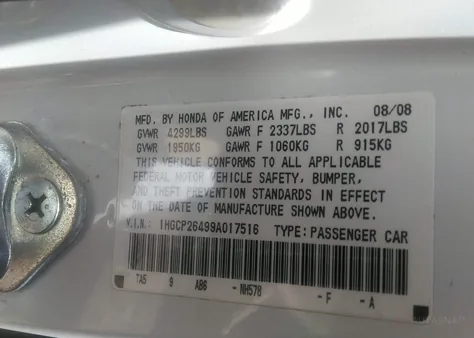 MFD. BY HONDA OF AMERICA MFG., INC. 08/08
GVWR 4299LBS GAWR F 2337LBS R 2017LBS
GVWR 1950KG GAWR F 1060KG R 915KG
THIS VEHICLE CONFORMS TO ALL APPLICABLE
FEDERAL MOTOR VEHICLE SAFETY, BUMPER,
AND THEFT PREVENTION STANDARDS IN EFFECT
ON THE DATE OF MANUFACTURE SHOWN ABOVE.
V.I.N.: 1HGCP26499A017516 TYPE: PASSENGER CAR
TA5 9 AB6 -NH578 -F -A